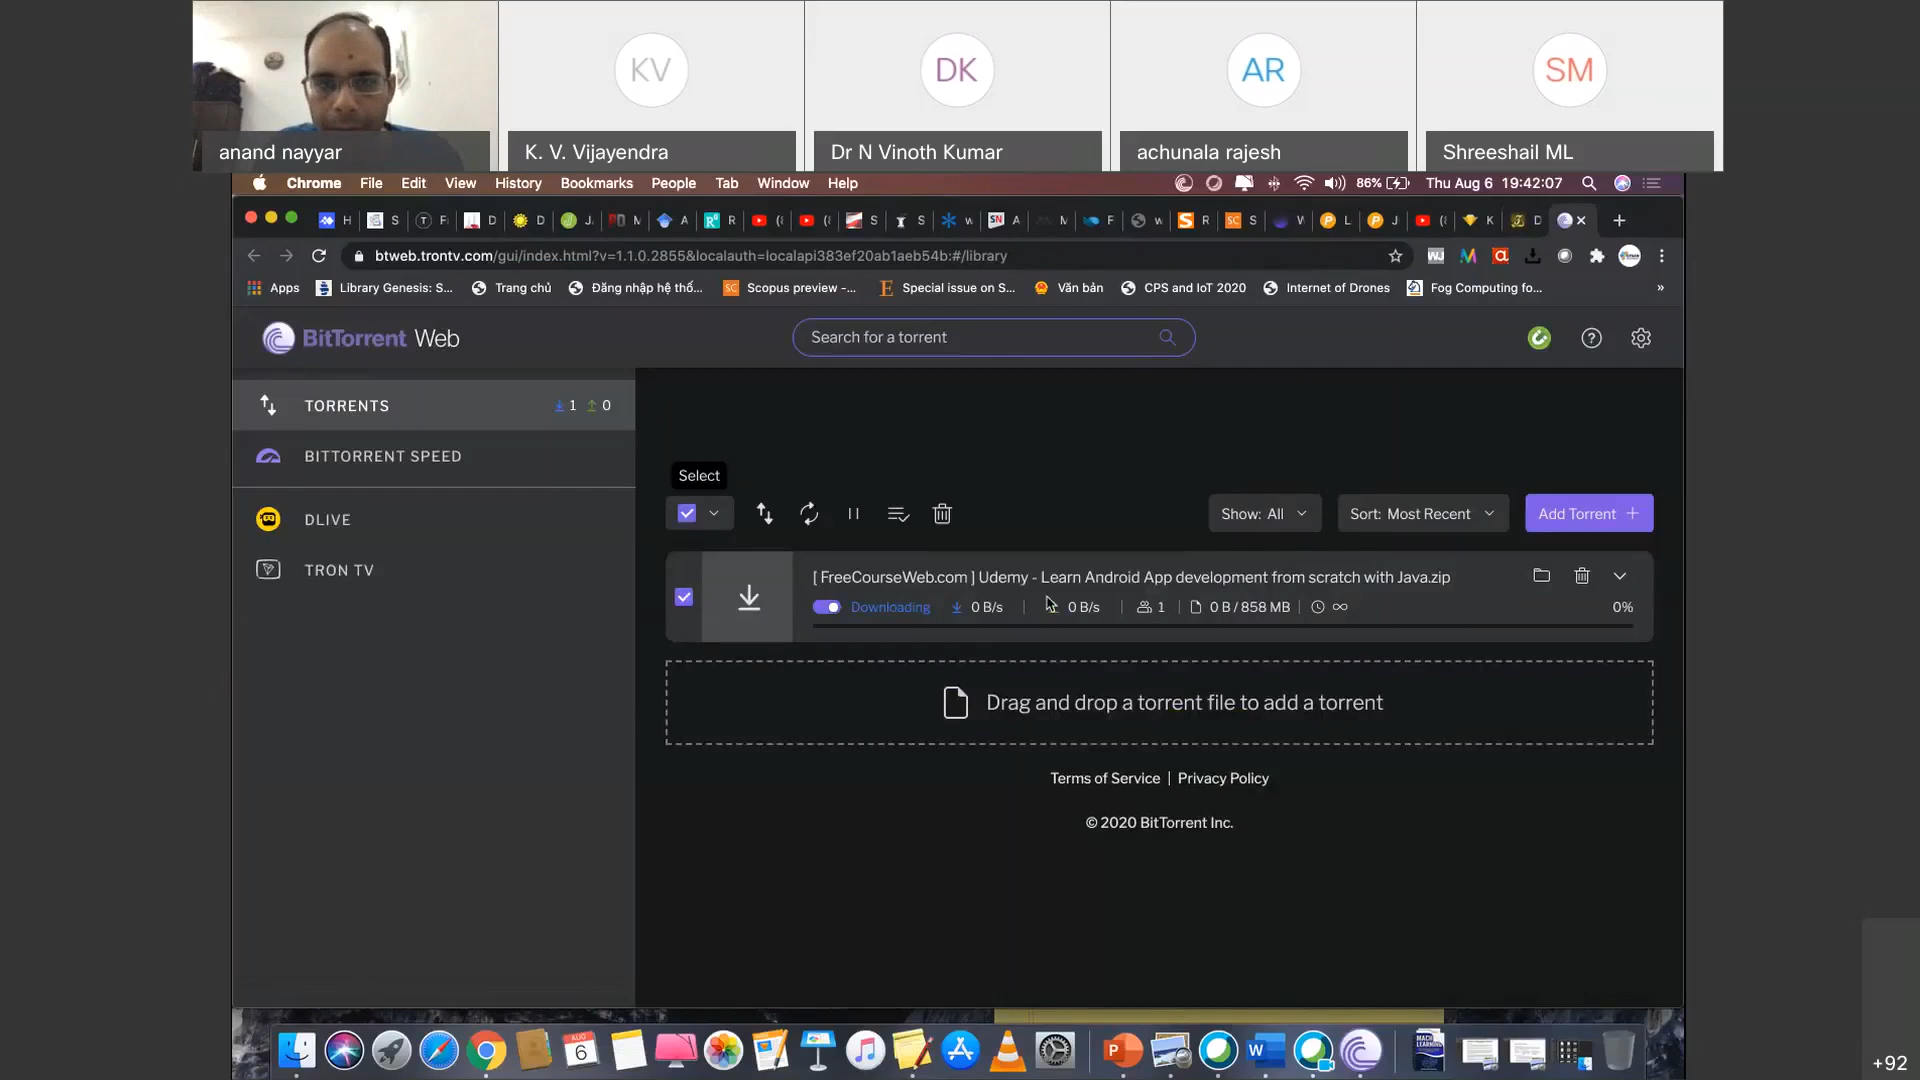 KV
DK
AR
SM
anand nayyar
K. V. Vijayendra
Dr N Vinoth Kumar
achunala rajesh
Shreeshail ML
Chrome File Edit View History Bookmarks People Tab Window Help
86% Thu Aug 6 19:42:07
btweb.trontv.com/gui/index.html?v=1.1.0.2855&localauth=localapi383ef20ab1aeb54b:#/library
Apps Library Genesis: S... Trang chủ Đăng nhập hệ thố... Scopus preview -... Special issue on S... Văn bản CPS and IoT 2020 Internet of Drones Fog Computing fo... »
BitTorrent Web
Search for a torrent
TORRENTS 1 0
BITTORRENT SPEED
DLIVE
TRON TV
Select
Show: All
Sort: Most Recent
Add Torrent +
[ FreeCourseWeb.com ] Udemy - Learn Android App development from scratch with Java.zip
Downloading 0 B/s 0 B/s 1 0 B / 858 MB ∞ 0%
Drag and drop a torrent file to add a torrent
Terms of Service | Privacy Policy
© 2020 BitTorrent Inc.
AUG
6
+92